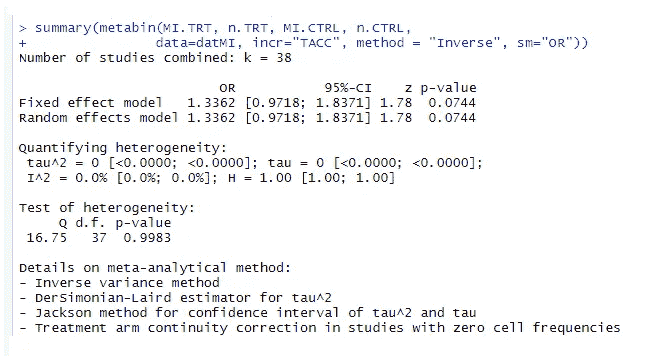 > summary(metabin(MI.TRT, n.TRT, MI.CTRL, n.CTRL,
+ data=datMI, incr="TACC", method = "Inverse", sm="OR"))
Number of studies combined: k = 38
OR 95%-CI z p-value
Fixed effect model 1.3362 [0.9718; 1.8371] 1.78 0.0744
Random effects model 1.3362 [0.9718; 1.8371] 1.78 0.0744
Quantifying heterogeneity:
tau^2 = 0 [<0.0000; <0.0000]; tau = 0 [<0.0000; <0.0000];
I^2 = 0.0% [0.0%; 0.0%]; H = 1.00 [1.00; 1.00]
Test of heterogeneity:
Q d.f. p-value
16.75 37 0.9983
Details on meta-analytical method:
- Inverse variance method
- DerSimonian-Laird estimator for tau^2
- Jackson method for confidence interval of tau^2 and tau
- Treatment arm continuity correction in studies with zero cell frequencies